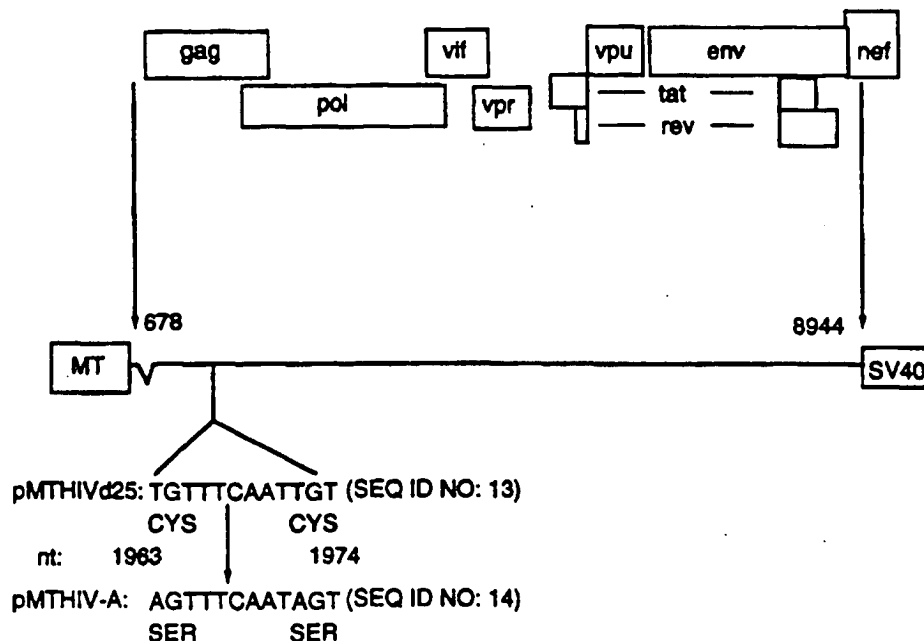 gag vif vpu env nef
pol vpr tat
rev
678 8944
MT SV40
pMTHIVd25: TGTTTCAATTGT (SEQ ID NO: 13)
CYS CYS
nt: 1963 1974
pMTHIV-A: AGTTTCAATAGT (SEQ ID NO: 14)
SER SER